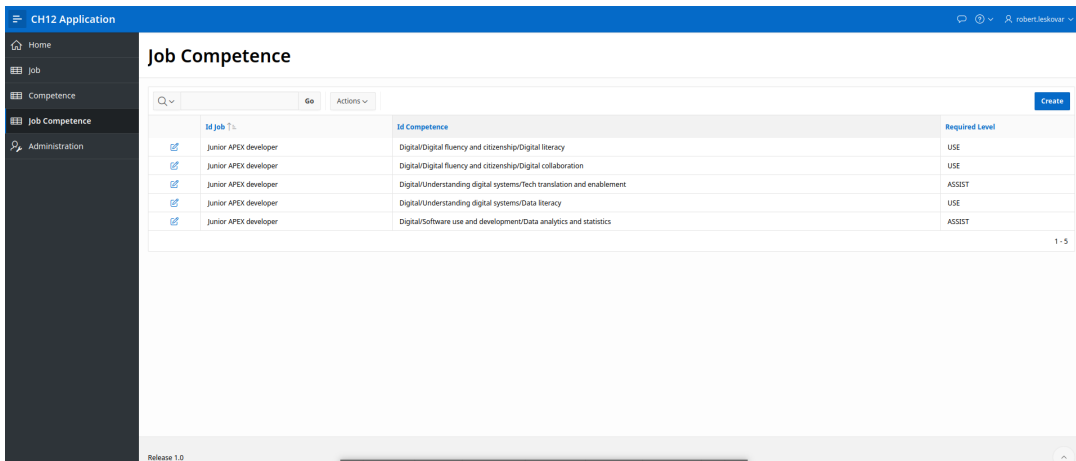 CH12 Application
robert.leskovar
Home
Job
Competence
Job Competence
Administration
Job Competence
Go
Actions
Create
Id Job Id Competence Required Level
Junior APEX developer Digital/Digital fluency and citizenship/Digital literacy USE
Junior APEX developer Digital/Digital fluency and citizenship/Digital collaboration USE
Junior APEX developer Digital/Understanding digital systems/Tech translation and enablement ASSIST
Junior APEX developer Digital/Understanding digital systems/Data literacy USE
Junior APEX developer Digital/Software use and development/Data analytics and statistics ASSIST
1 - 5
Release 1.0